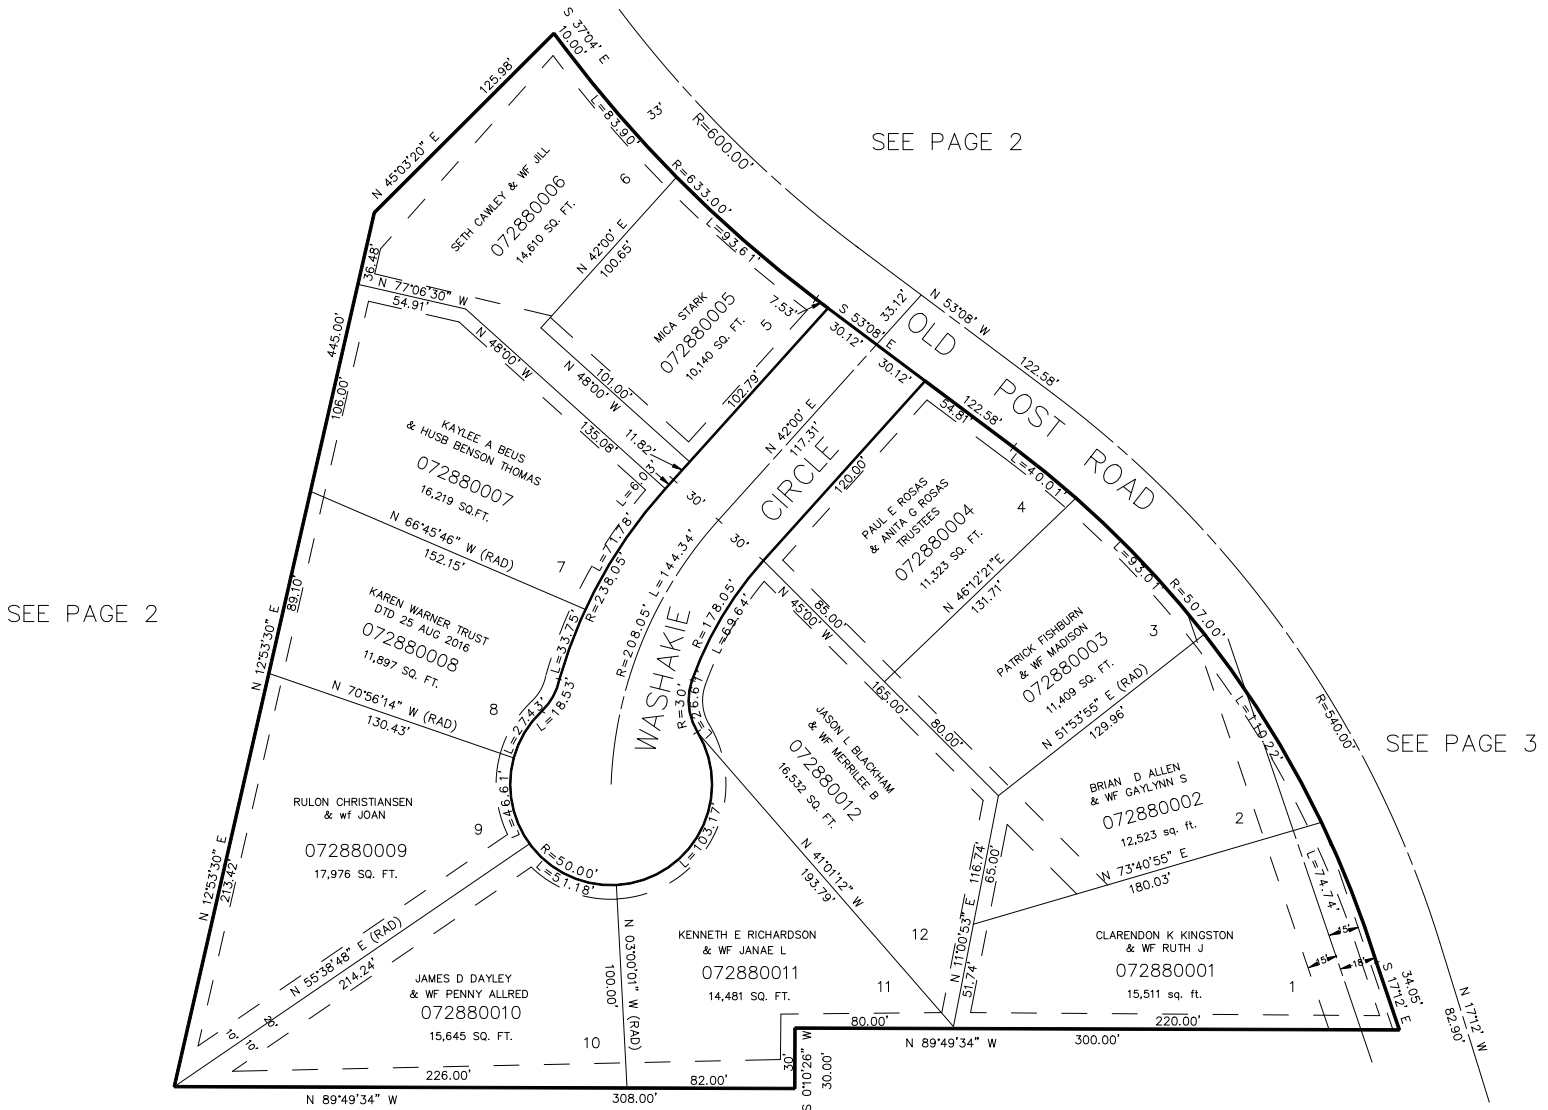 S 37°04' E
10.00'
125.98'
N 45°03'20" E
L=83.90'
33'
R=600.00'
SEE PAGE 2
SETH CAWLEY & WF JILL
072880006
14,610 SQ. FT.
6
R=633.00'
L=93.61'
N 42°00' E
100.65'
36.48'
N 77°06'30" W
54.91'
MICA STARK
072880005
10,140 SQ. FT.
5
7.53'
S 53°08' E
30.12'
30.12'
33.12'
N 53°08' W
122.58'
OLD POST ROAD
445.00'
106.00'
N 48°00' W
135.08'
101.00'
N 48°00' W
11.82'
102.79'
N 42°00' E
117.31'
122.58'
54.81'
L=40.01'
KAYLEE A BEUS
& HUSB BENSON THOMAS
072880007
16,219 SQ.FT.
7
L=6.03'
30'
30'
CIRCLE
120.00'
PAUL E ROSAS
& ANITA G ROSAS
TRUSTEES
072880004
11,323 SQ. FT.
4
L=93.01'
R=507.00'
N 66°45'46" W (RAD)
152.15'
L=71.78'
R=238.05'
L=144.34'
R=208.05'
R=178.05'
L=69.64'
N 45°00' W
85.00'
165.00'
80.00'
N 46°12'21"E
131.71'
SEE PAGE 2
N 12°53'30" E
89.10'
KAREN WARNER TRUST
DTD 25 AUG 2016
072880008
11,897 SQ. FT.
8
L=33.75'
L=18.53'
L=27.43'
WASHAKIE
R=30'
L=26.61'
PATRICK FISHBURN
& WF MADISON
072880003
11,409 SQ. FT.
3
N 51°53'55" E (RAD)
129.96'
L=119.22'
R=540.00'
SEE PAGE 3
N 70°56'14" W (RAD)
130.43'
JASON L BLACKHAM
& WF MERRILEE B
072880012
16,532 SQ. FT.
12
BRIAN D ALLEN
& WF GAYLYNN S
072880002
12,523 sq. ft.
2
RULON CHRISTIANSEN
& wf JOAN
072880009
17,976 SQ. FT.
9
L=46.61'
R=50.00'
L=51.18'
L=103.17'
N 41°01'12" W
193.79'
116.74'
65.00'
N 11°00'53" E
51.74'
W 73°40'55" E
180.03'
L=74.74'
N 12°53'30" E
213.42'
N 55°38'48" E (RAD)
214.24'
20'
10'
10'
JAMES D DAYLEY
& WF PENNY ALLRED
072880010
15,645 SQ. FT.
10
N 03°00'01" W (RAD)
100.00'
KENNETH E RICHARDSON
& WF JANAE L
072880011
14,481 SQ. FT.
11
CLARENDON K KINGSTON
& WF RUTH J
072880001
15,511 sq. ft.
1
15'
15'
18'
34.05'
S 17°12' E
N 17°12' W
82.90'
80.00'
N 89°49'34" W
220.00'
300.00'
30'
S 0°10'26" W
30.00'
226.00'
82.00'
N 89°49'34" W
308.00'